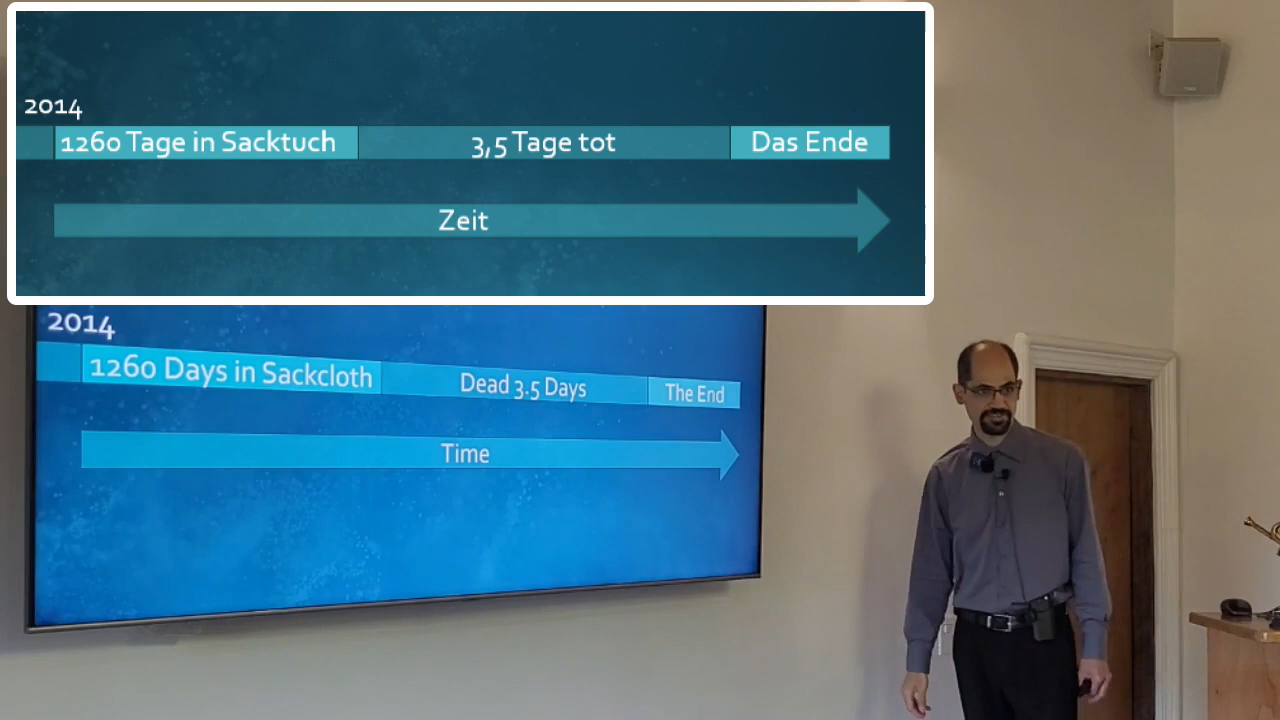 2014
1260 Tage in Sacktuch
3,5 Tage tot
Das Ende
Zeit
2014
1260 Days in Sackcloth
Dead 3.5 Days
The End
Time